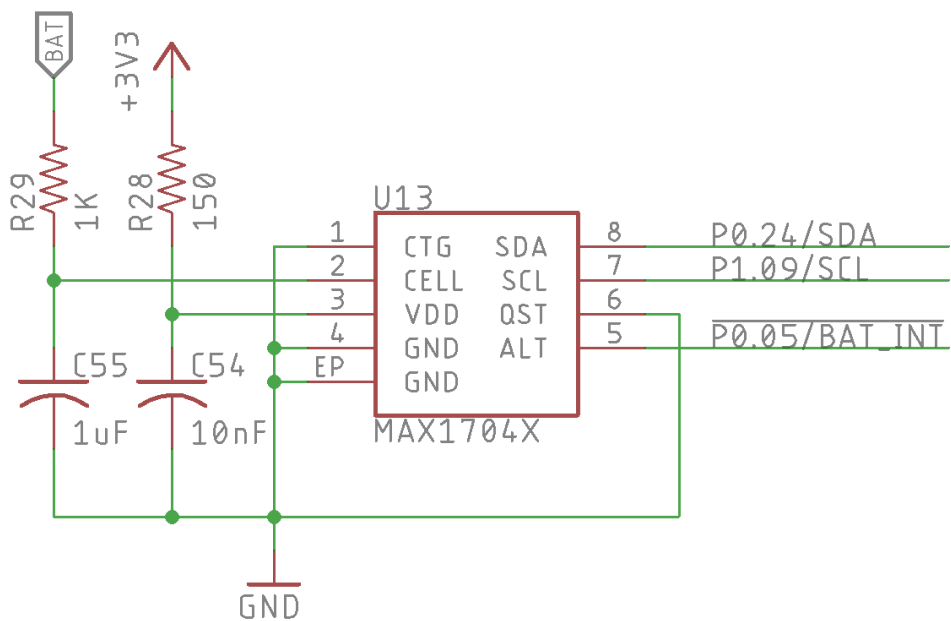 BAT
+3V3
R29
1K
R28
150
U13
1
CTG
SDA
8
P0.24/SDA
2
CELL
SCL
7
P1.09/SCL
3
VDD
QST
6
4
GND
ALT
5
P0.05/BAT_INT
EP
GND
C55
1uF
C54
10nF
MAX1704X
GND